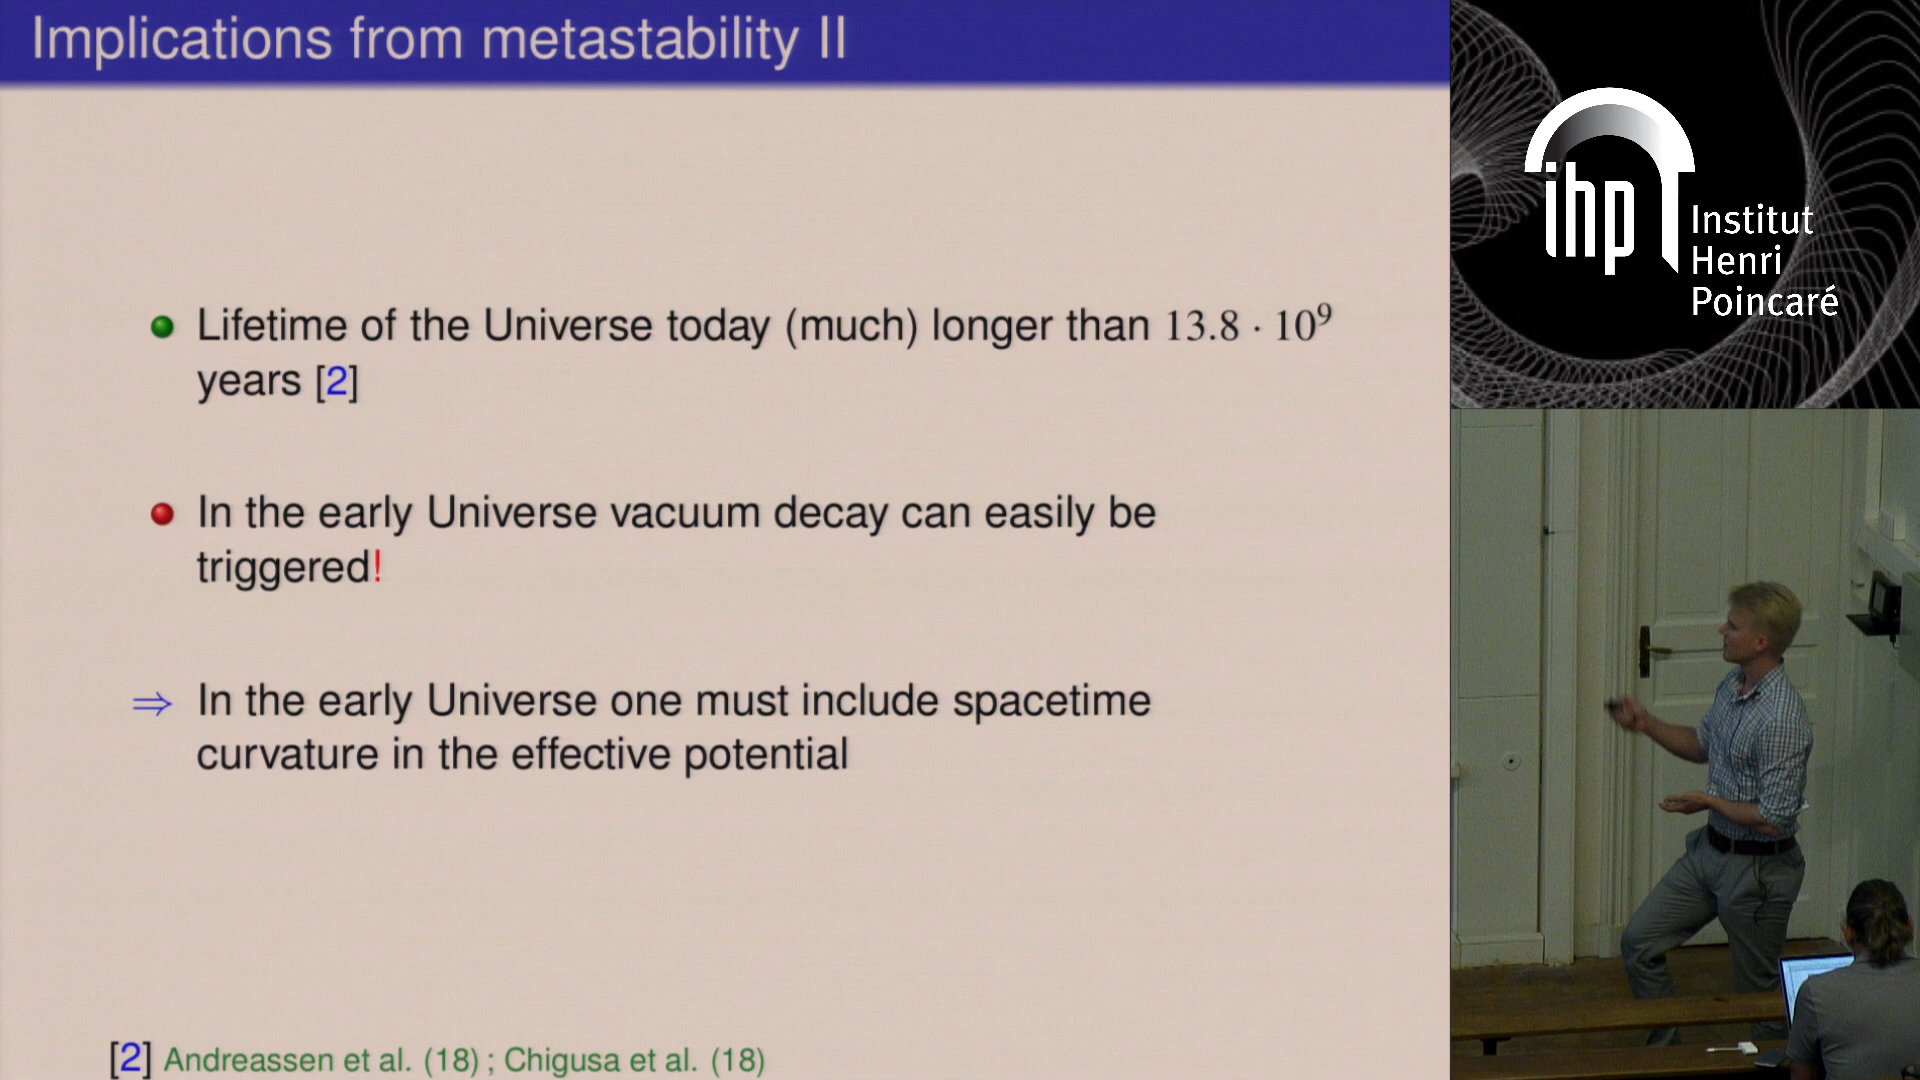 Implications from metastability II
Lifetime of the Universe today (much) longer than 13.8 · 10⁹
years [2]
In the early Universe vacuum decay can easily be
triggered!
⇒ In the early Universe one must include spacetime
curvature in the effective potential
[2] Andreassen et al. (18) ; Chigusa et al. (18)
ihp
Institut
Henri
Poincaré